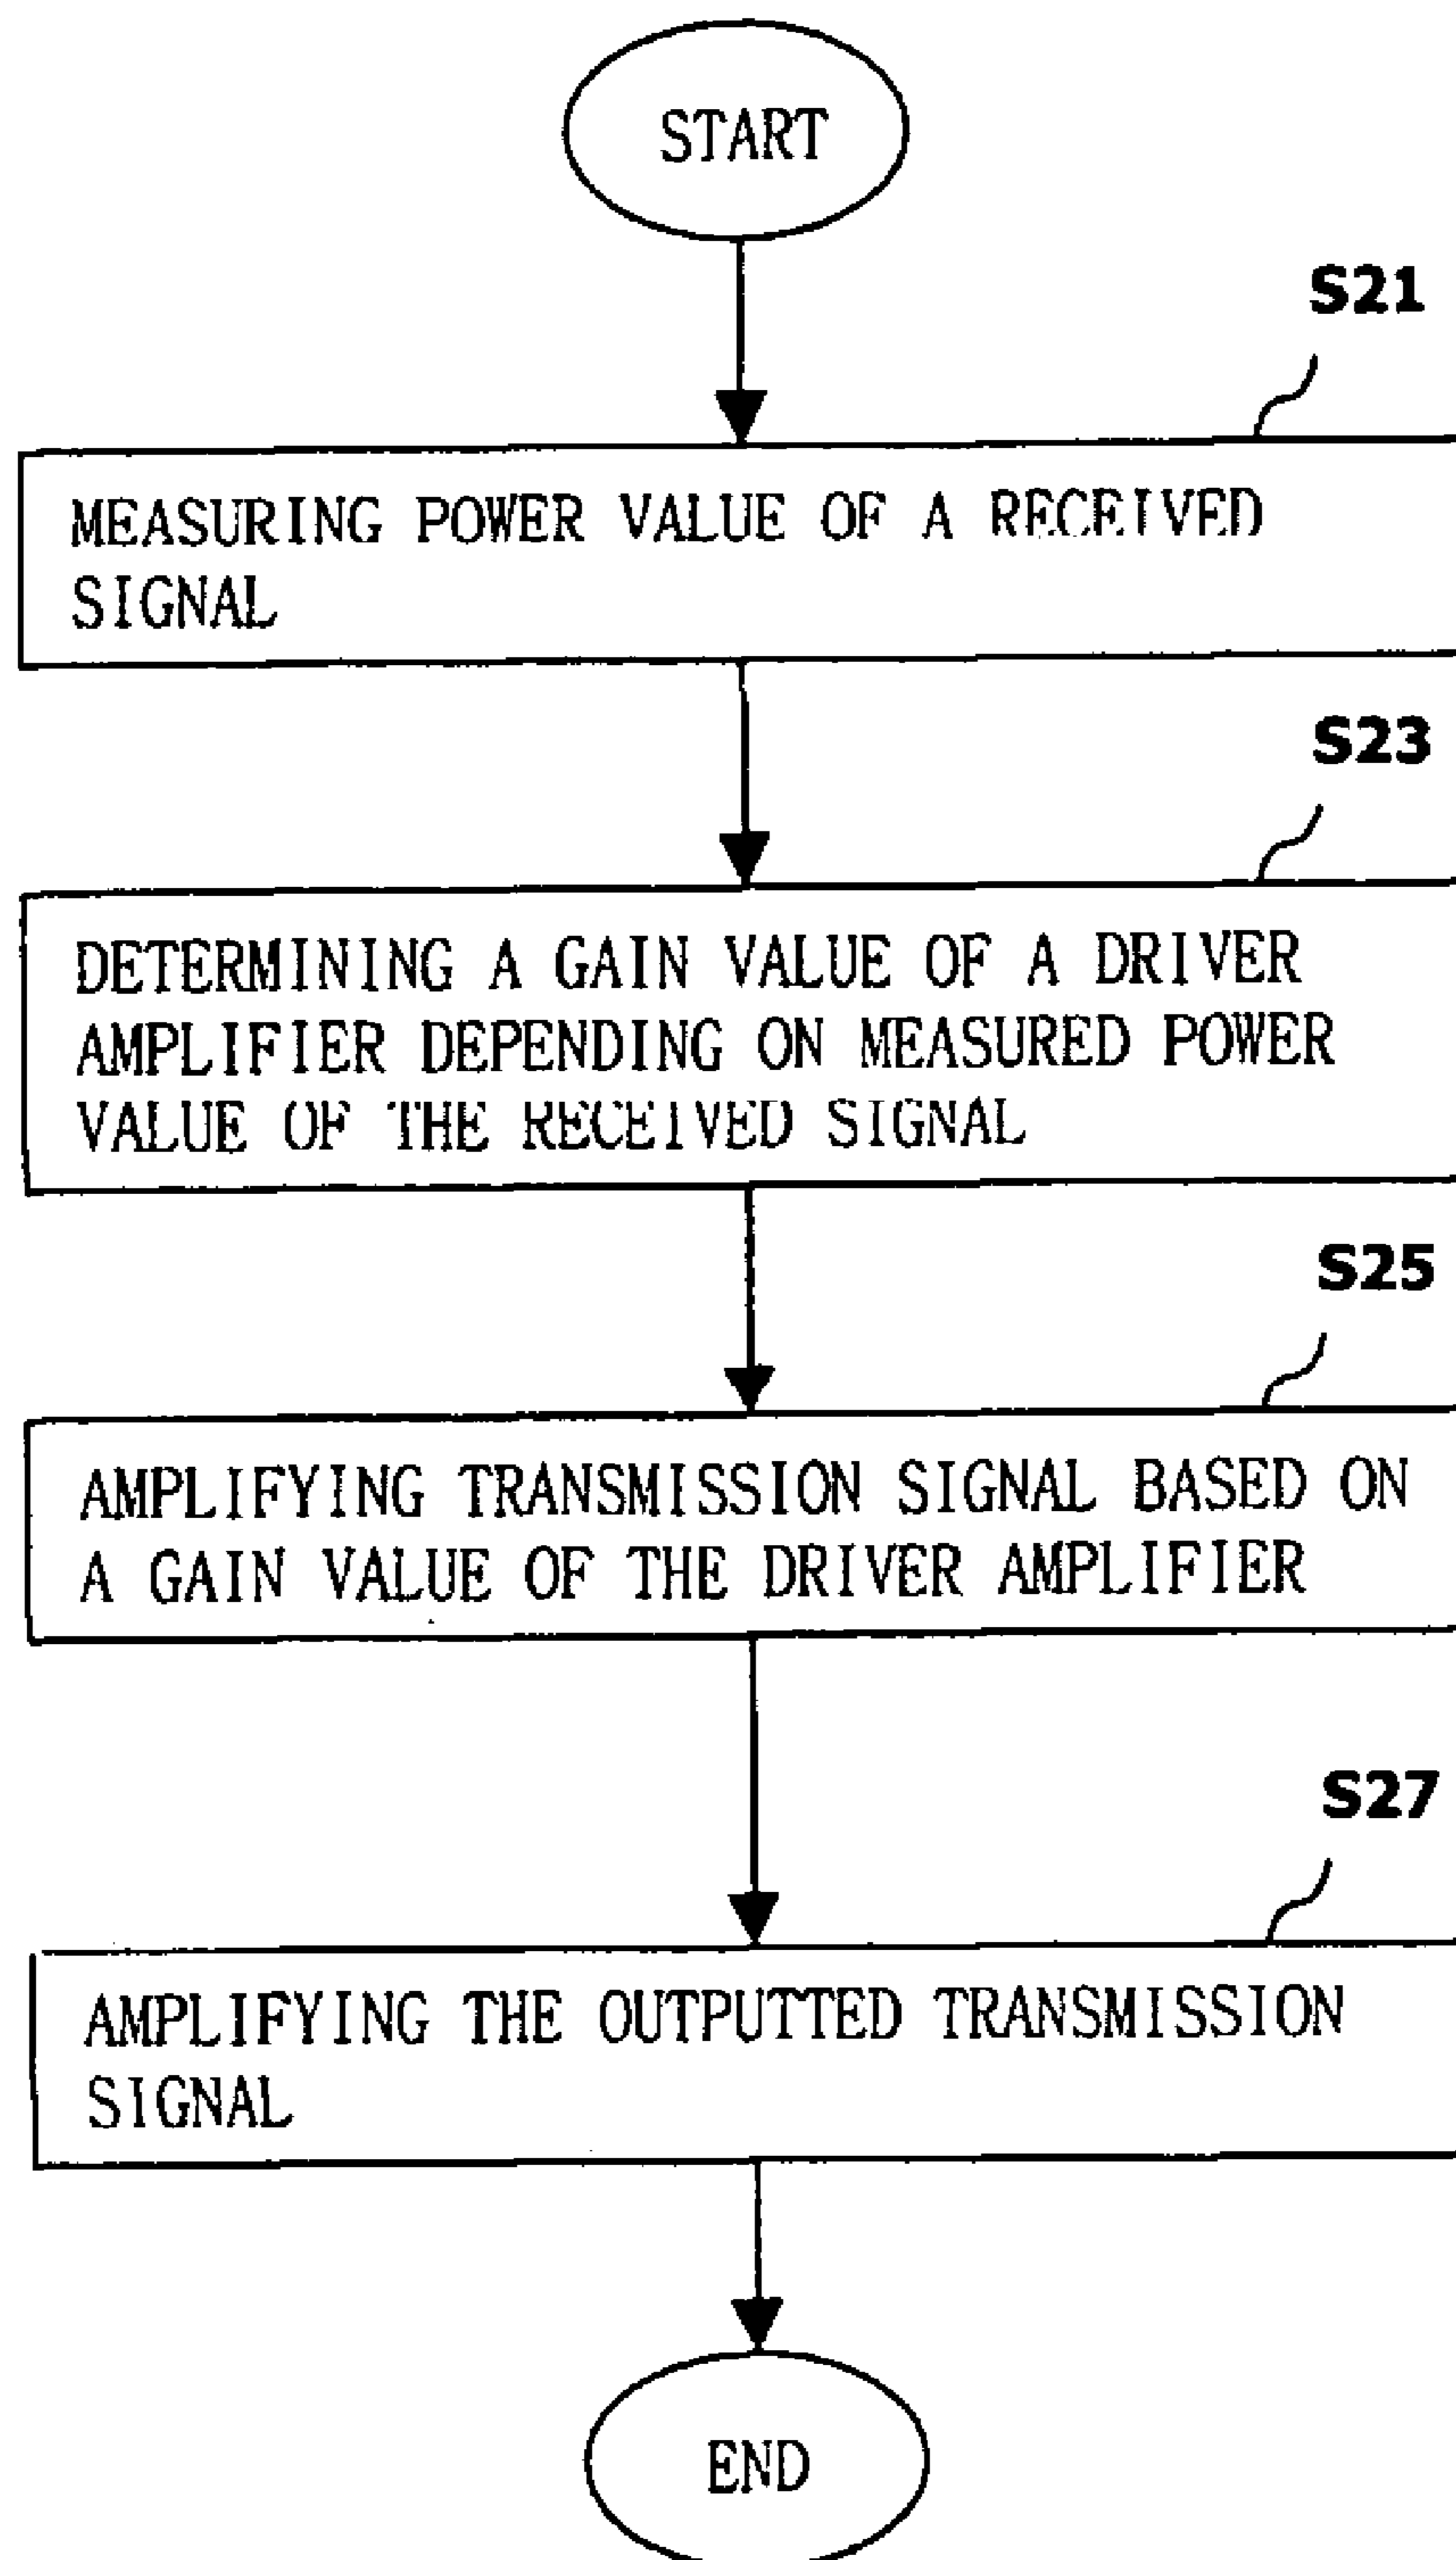 START
S21
MEASURING POWER VALUE OF A RECEIVED
SIGNAL
S23
DETERMINING A GAIN VALUE OF A DRIVER
AMPLIFIER DEPENDING ON MEASURED POWER
VALUE OF THE RECEIVED SIGNAL
S25
AMPLIFYING TRANSMISSION SIGNAL BASED ON
A GAIN VALUE OF THE DRIVER AMPLIFIER
S27
AMPLIFYING THE OUTPUTTED TRANSMISSION
SIGNAL
END